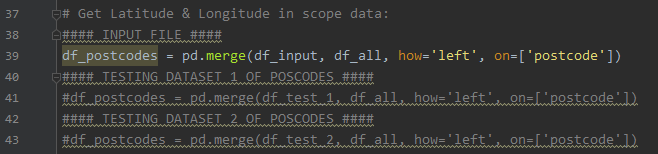 37 # Get Latitude & Longitude in scope data:
38 #### INPUT FILE ####
39 df_postcodes = pd.merge(df_input, df_all, how='left', on=['postcode'])
40 #### TESTING DATASET 1 OF POSCODES ####
41 #df_postcodes = pd.merge(df_test_1, df_all, how='left', on=['postcode'])
42 #### TESTING DATASET 2 OF POSCODES ####
43 #df_postcodes = pd.merge(df_test_2, df_all, how='left', on=['postcode'])